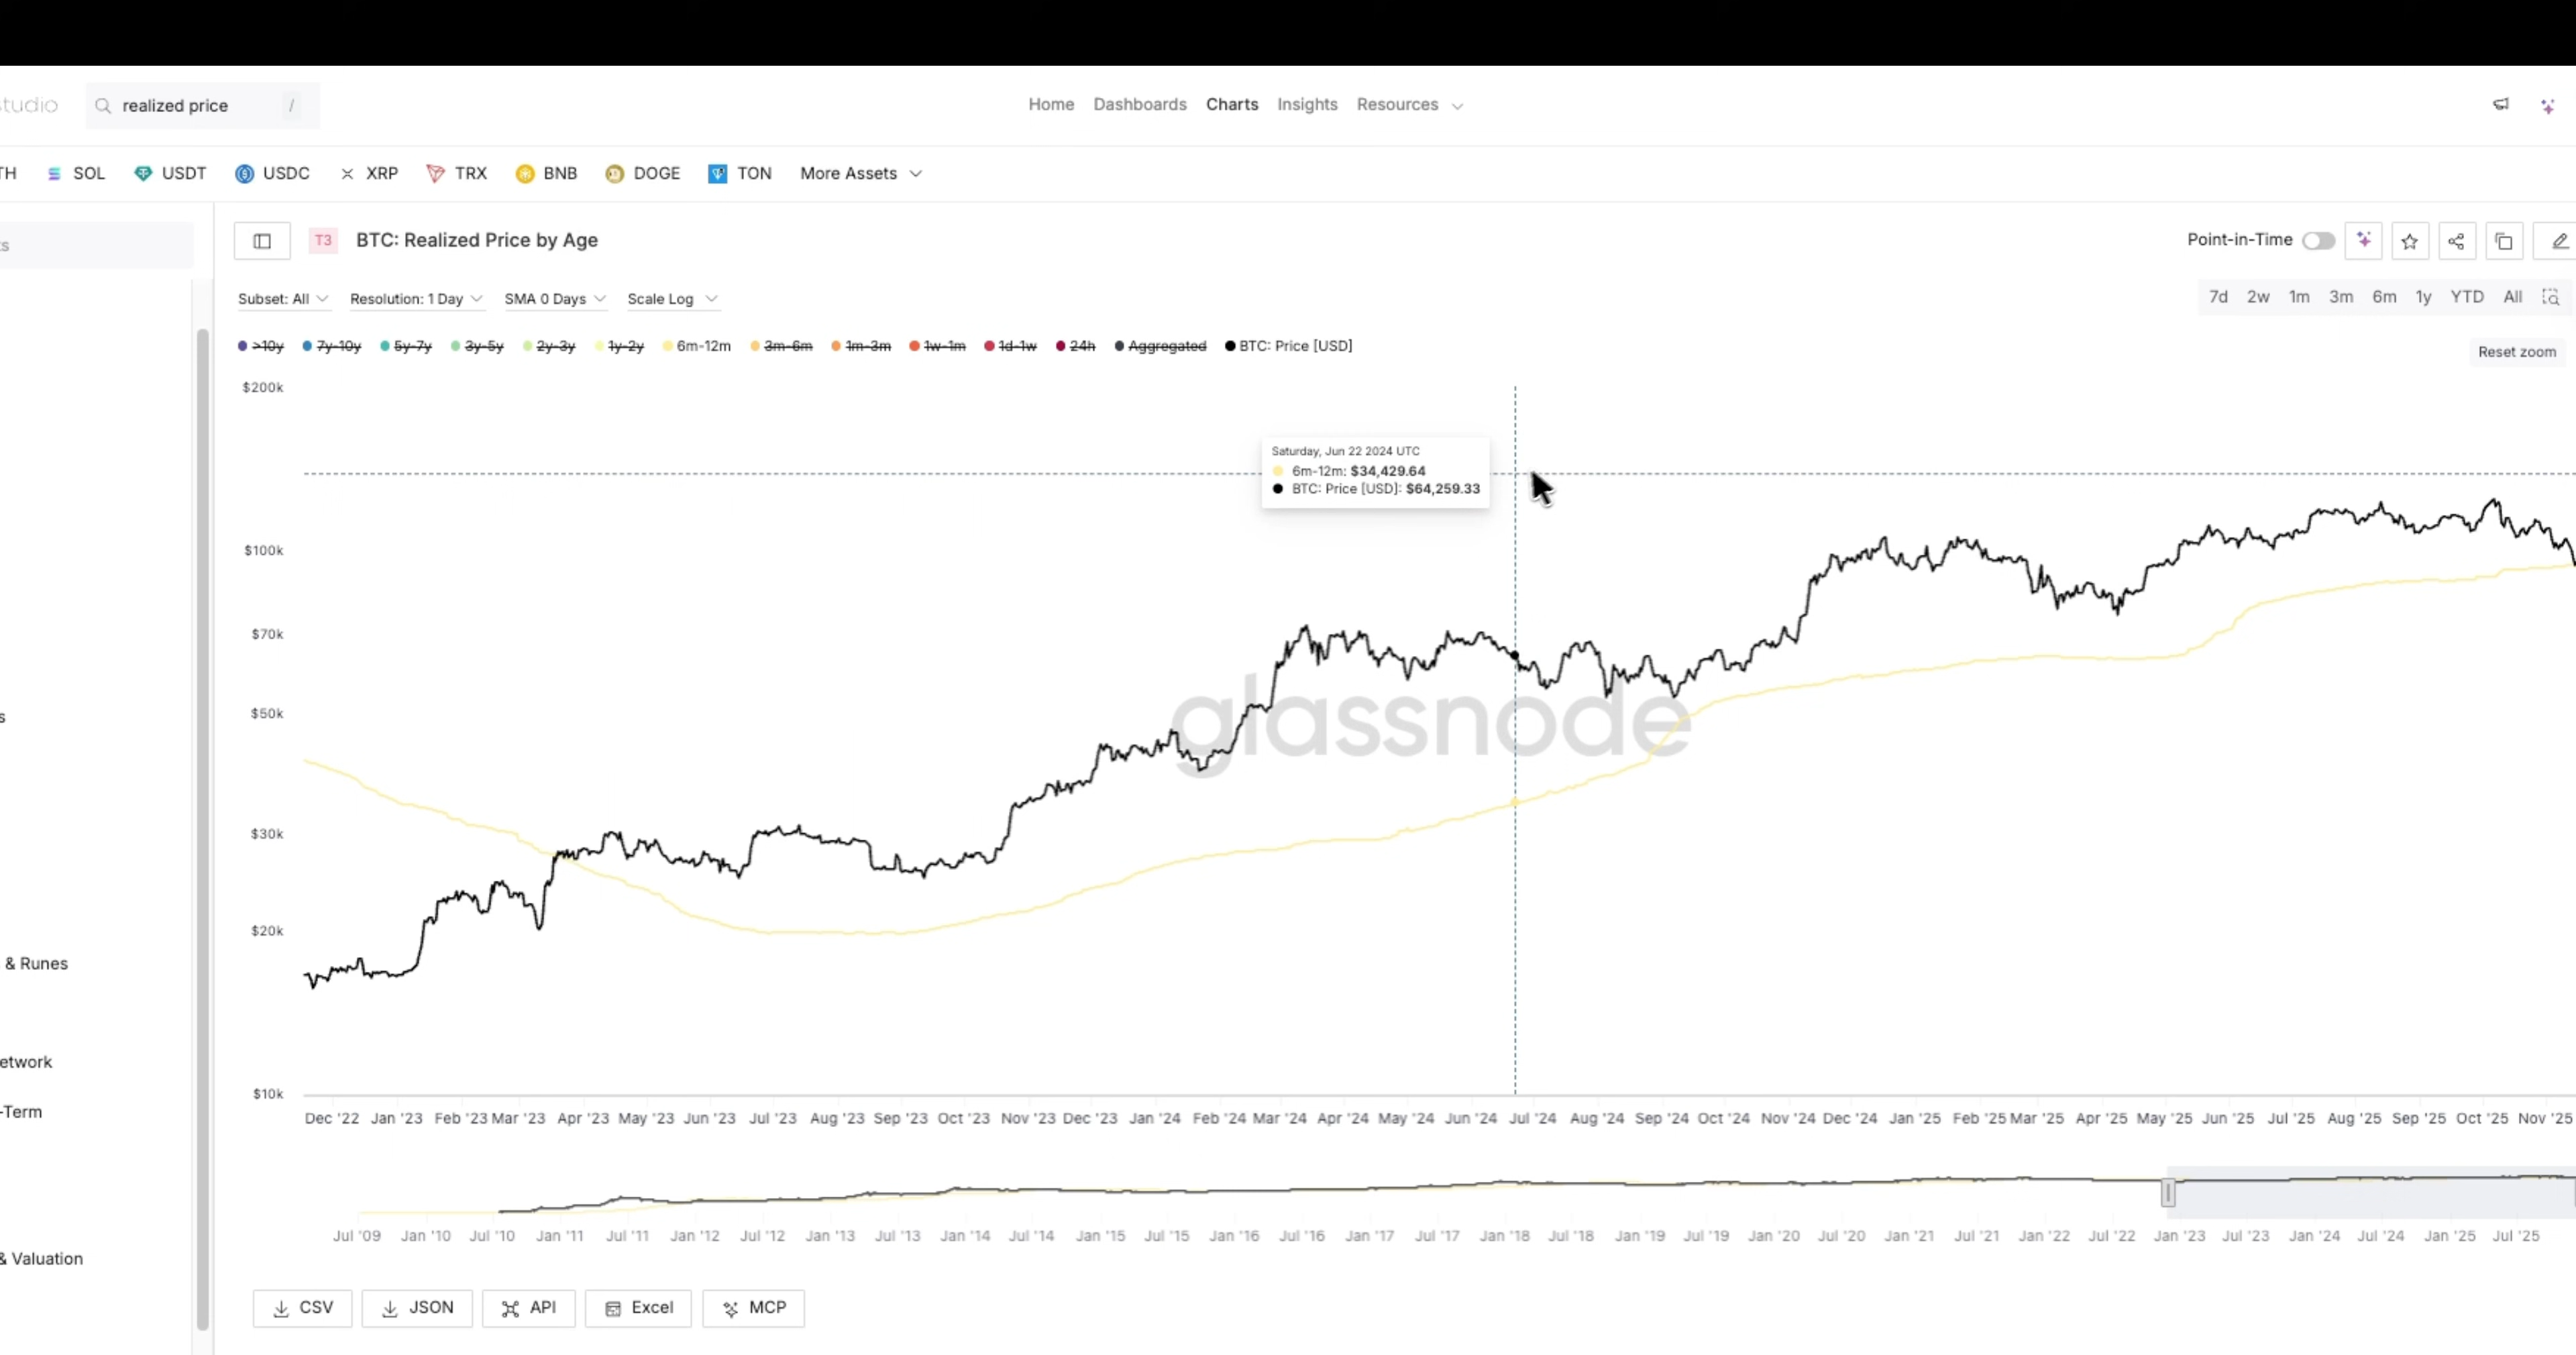 studio
realized price /
Home Dashboards Charts Insights Resources
TH SOL USDT USDC XRP TRX BNB DOGE TON More Assets
T3 BTC: Realized Price by Age
Point-in-Time
Subset: All Resolution: 1 Day SMA 0 Days Scale Log
7d 2w 1m 3m 6m 1y YTD All
>10y 7y-10y 5y-7y 3y-5y 2y-3y 1y-2y 6m-12m 3m-6m 1m-3m 1w-1m 1d-1w 24h Aggregated BTC: Price [USD]
Reset zoom
$200k
Saturday, Jun 22 2024 UTC
6m-12m: $34,429.64
BTC: Price [USD]: $64,259.33
$100k
$70k
glassnode
$50k
$30k
$20k
$10k
s
s
& Runes
etwork
-Term
& Valuation
Dec '22 Jan '23 Feb '23 Mar '23 Apr '23 May '23 Jun '23 Jul '23 Aug '23 Sep '23 Oct '23 Nov '23 Dec '23 Jan '24 Feb '24 Mar '24 Apr '24 May '24 Jun '24 Jul '24 Aug '24 Sep '24 Oct '24 Nov '24 Dec '24 Jan '25 Feb '25 Mar '25 Apr '25 May '25 Jun '25 Jul '25 Aug '25 Sep '25 Oct '25 Nov '25
Jul '09 Jan '10 Jul '10 Jan '11 Jul '11 Jan '12 Jul '12 Jan '13 Jul '13 Jan '14 Jul '14 Jan '15 Jul '15 Jan '16 Jul '16 Jan '17 Jul '17 Jan '18 Jul '18 Jan '19 Jul '19 Jan '20 Jul '20 Jan '21 Jul '21 Jan '22 Jul '22 Jan '23 Jul '23 Jan '24 Jul '24 Jan '25 Jul '25
CSV JSON API Excel MCP